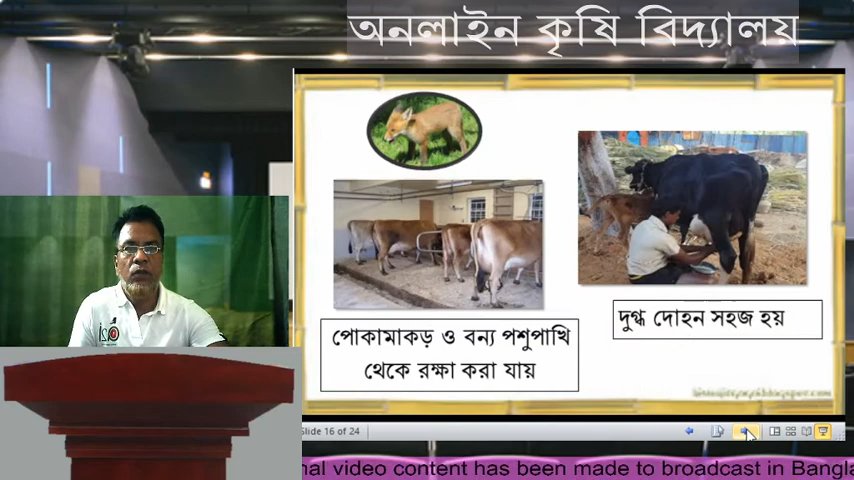 অনলাইন কৃষি বিদ্যালয়
পোকামাকড় ও বন্য পশুপাখি
থেকে রক্ষা করা যায়
দুগ্ধ দোহন সহজ হয়
Slide 16 of 24
nal video content has been made to broadcast in Bangla